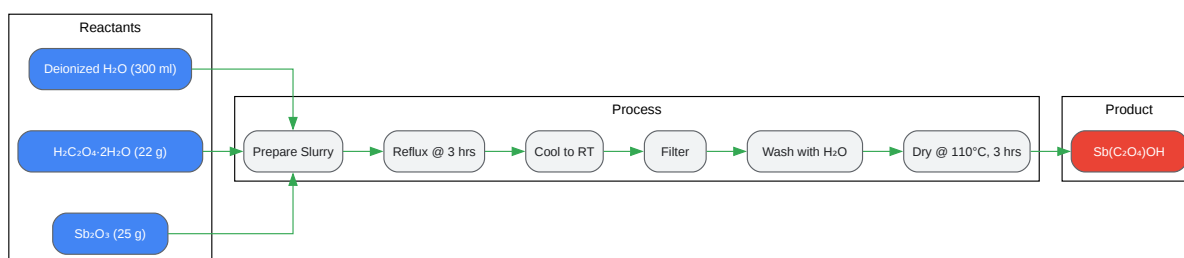 Reactants
Deionized H₂O (300 ml)
H₂C₂O₄·2H₂O (22 g)
Sb₂O₃ (25 g)
Process
Prepare Slurry
Reflux @ 3 hrs
Cool to RT
Filter
Wash with H₂O
Dry @ 110°C, 3 hrs
Product
Sb(C₂O₄)OH